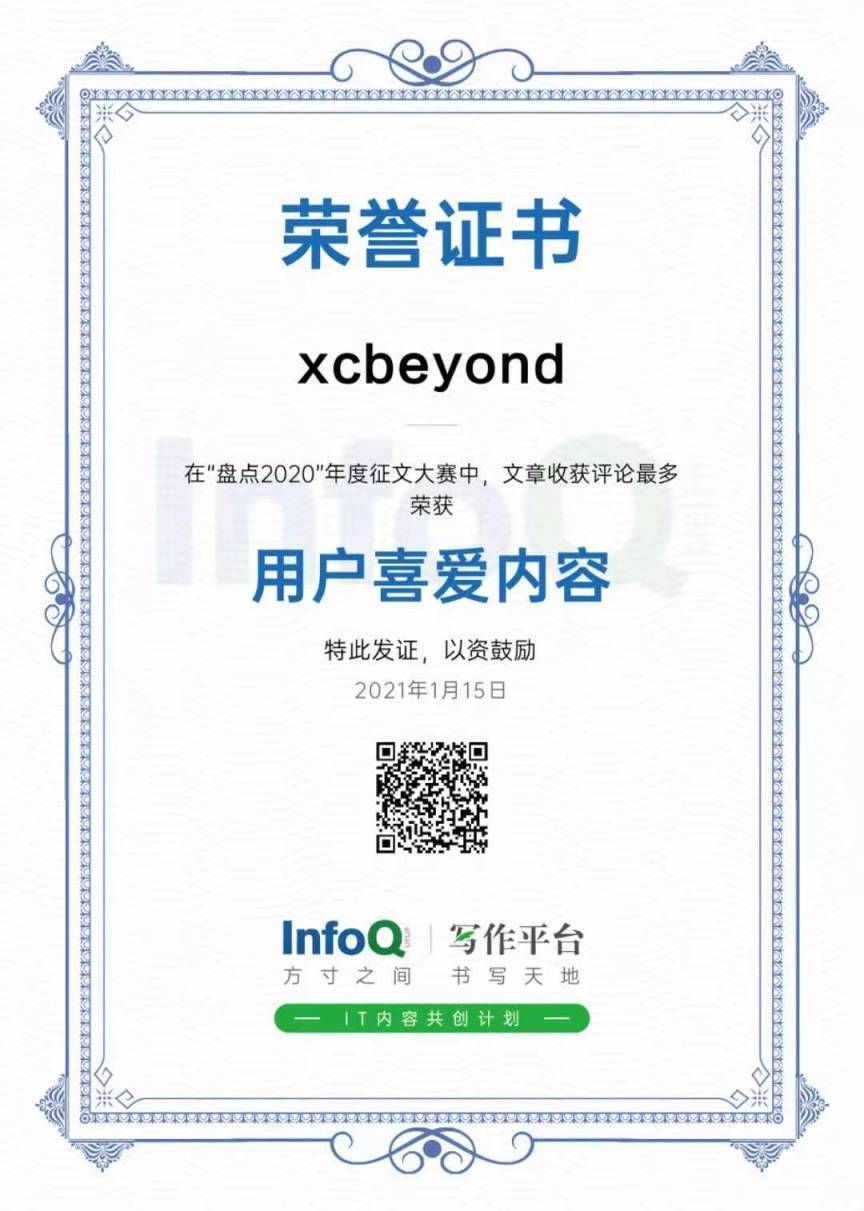 荣誉证书
xcbeyond
在“盘点2020”年度征文大赛中，文章收获评论最多
荣获
用户喜爱内容
特此发证，以资鼓励
2021年1月15日
InfoQ 写作平台
方寸之间 书写天地
IT内容共创计划